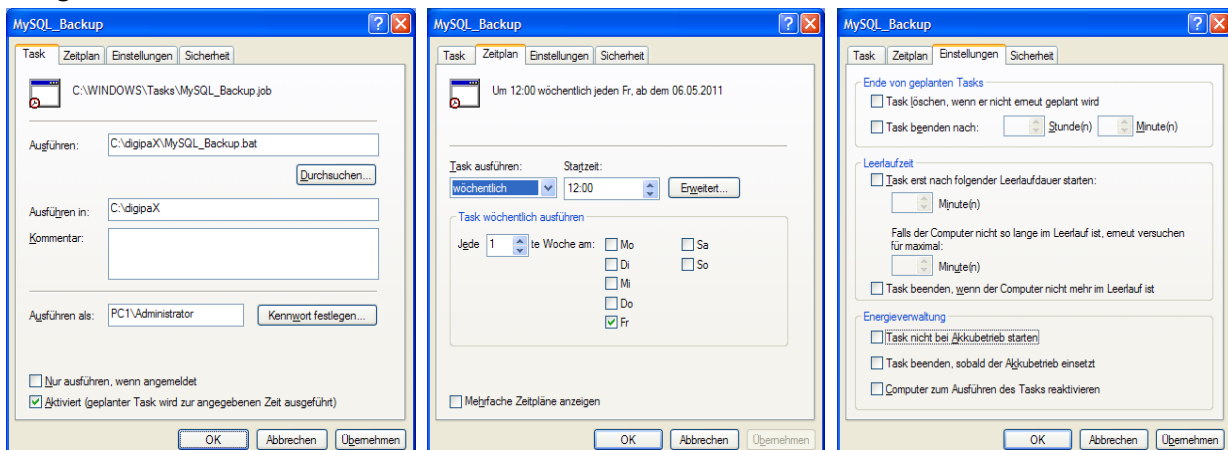 MySQL_Backup
Task Zeitplan Einstellungen Sicherheit
C:\WINDOWS\Tasks\MySQL_Backup.job
Ausführen: C:\digipaX\MySQL_Backup.bat
Durchsuchen...
Ausführen in: C:\digipaX
Kommentar:
Ausführen als: PC1\Administrator Kennwort festlegen...
Nur ausführen, wenn angemeldet
Aktiviert (geplanter Task wird zur angegebenen Zeit ausgeführt)
OK Abbrechen Übernehmen
MySQL_Backup
Task Zeitplan Einstellungen Sicherheit
Um 12:00 wöchentlich jeden Fr, ab dem 06.05.2011
Task ausführen: Startzeit:
wöchentlich 12:00 Erweitert...
Task wöchentlich ausführen
Jede 1 te Woche am: Mo Sa
Di So
Mi
Do
Fr
Mehrfache Zeitpläne anzeigen
OK Abbrechen Übernehmen
MySQL_Backup
Task Zeitplan Einstellungen Sicherheit
Ende von geplanten Tasks
Task löschen, wenn er nicht erneut geplant wird
Task beenden nach: Stunde(n) Minute(n)
Leerlaufzeit
Task erst nach folgender Leerlaufdauer starten:
Minute(n)
Falls der Computer nicht so lange im Leerlauf ist, erneut versuchen
für maximal:
Minute(n)
Task beenden, wenn der Computer nicht mehr im Leerlauf ist
Energieverwaltung
Task nicht bei Akkubetrieb starten
Task beenden, sobald der Akkubetrieb einsetzt
Computer zum Ausführen des Tasks reaktivieren
OK Abbrechen Übernehmen